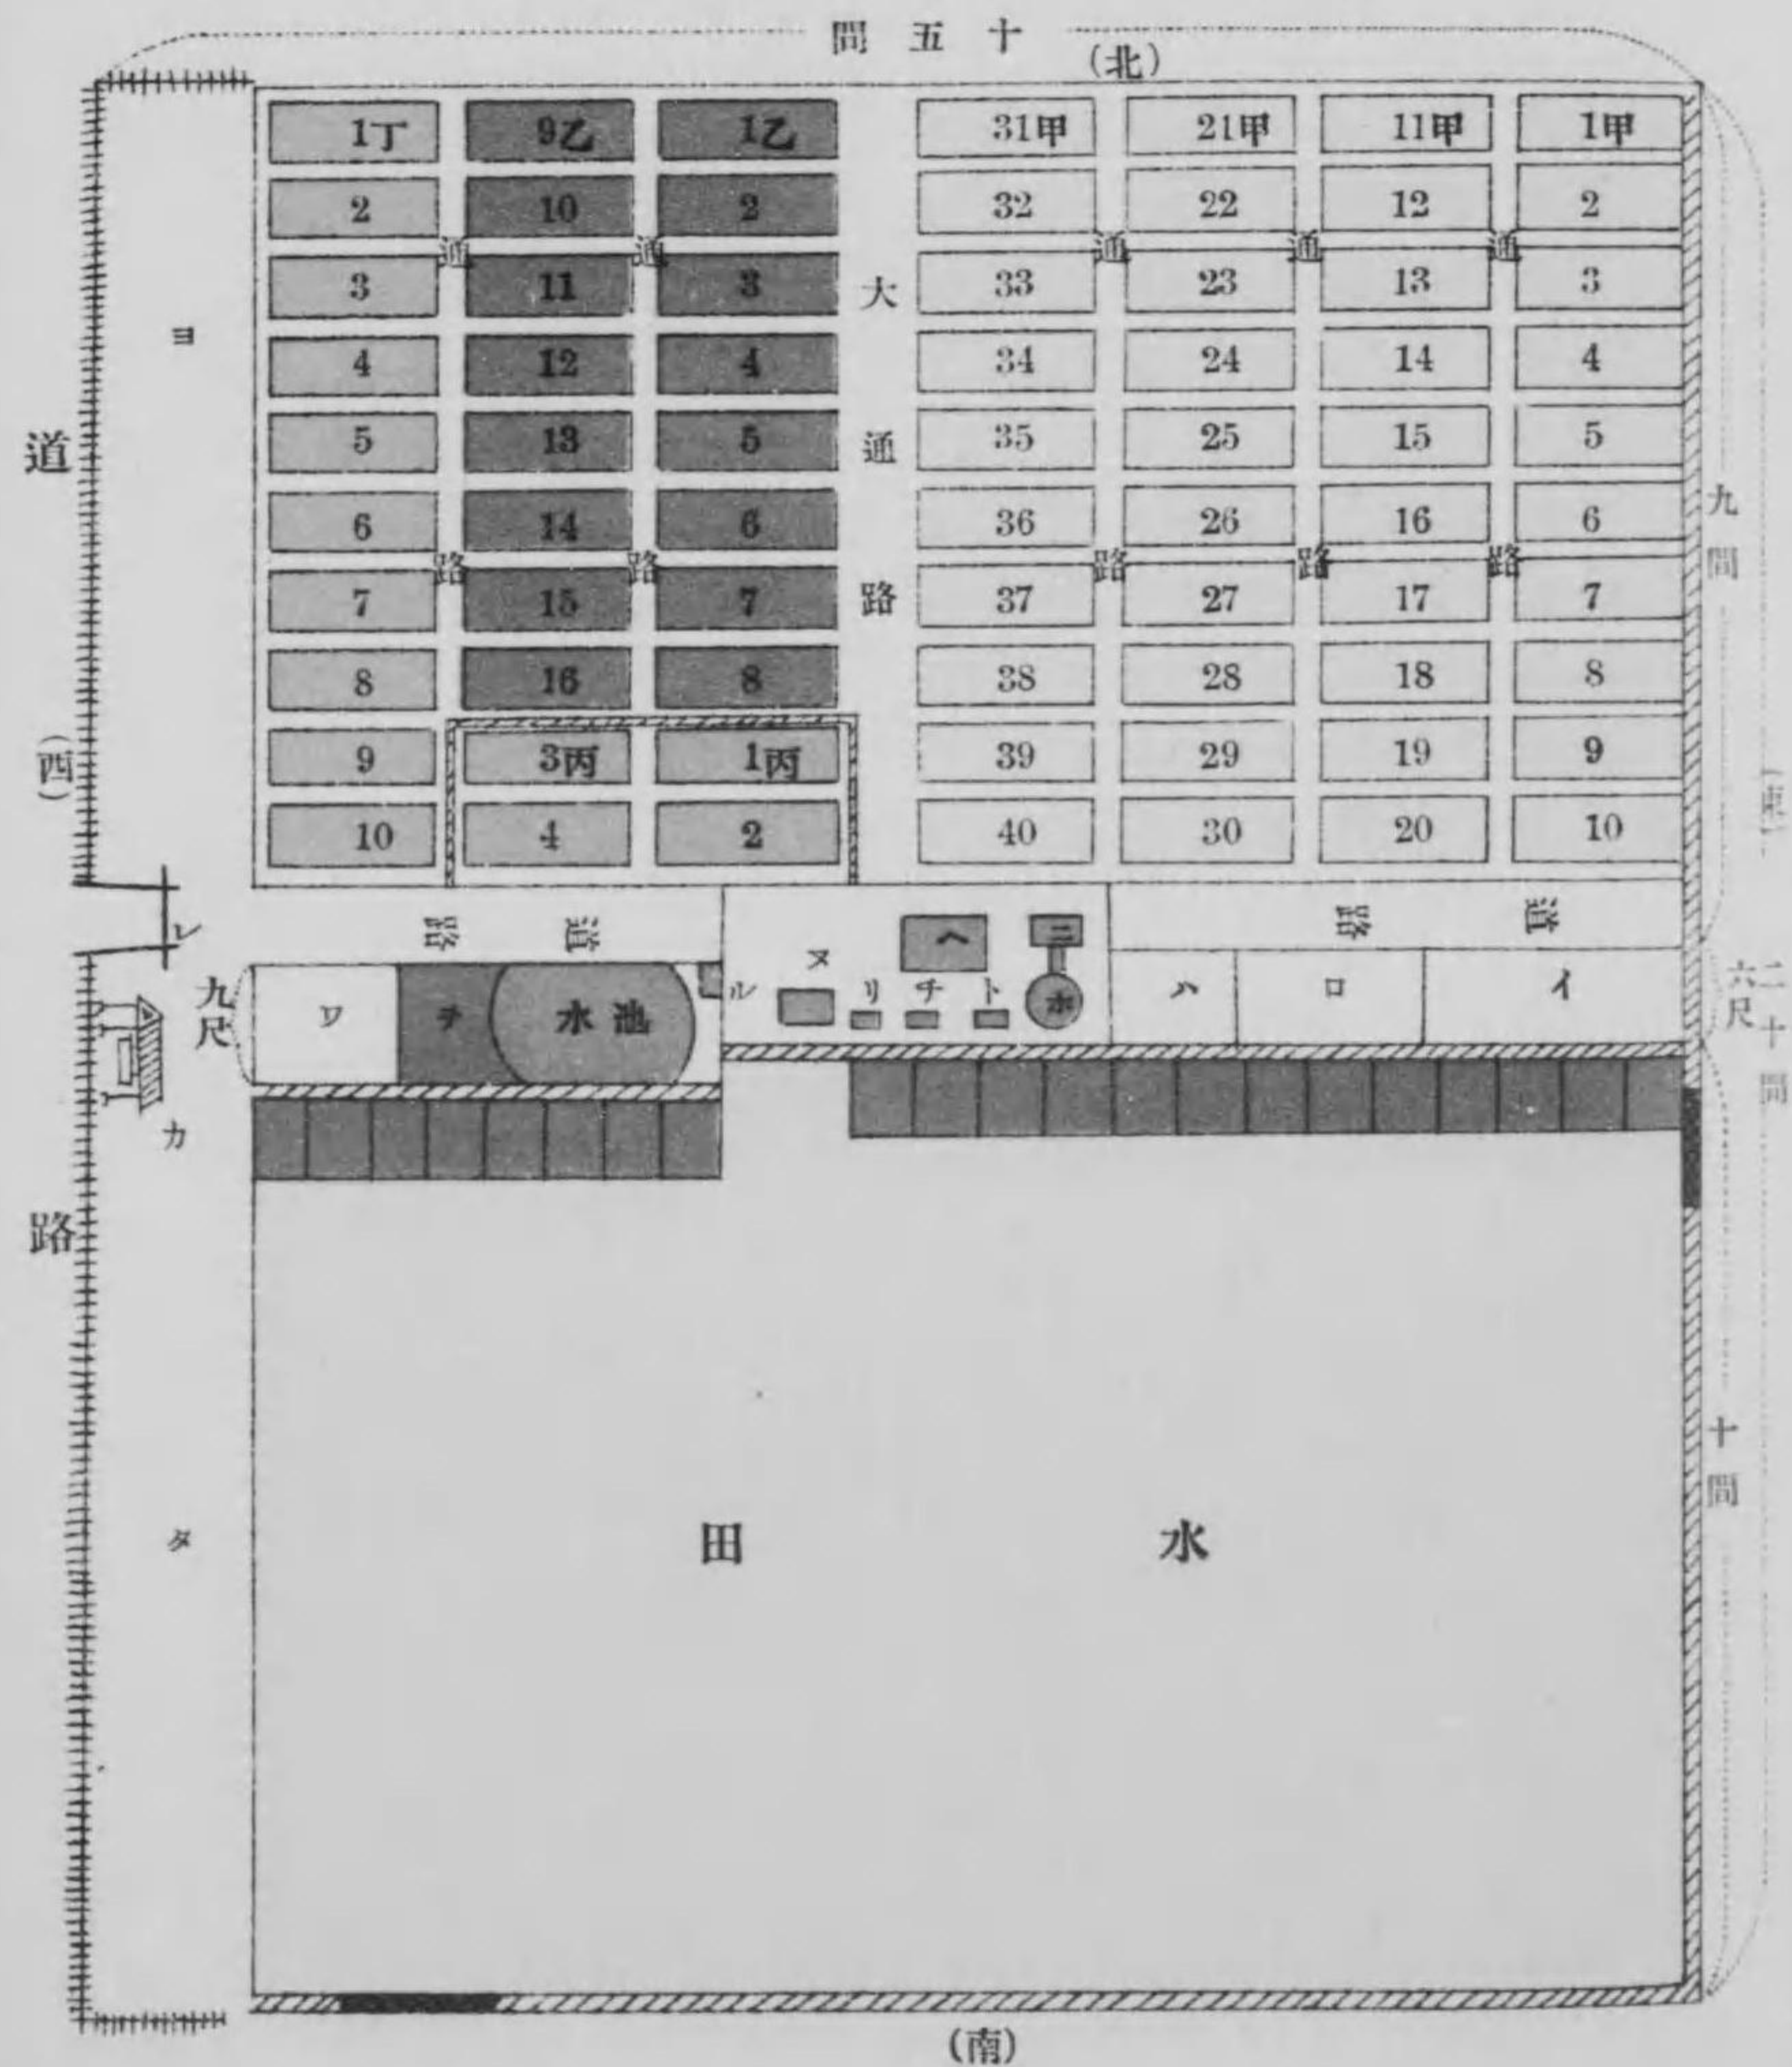 十五間
(北)
1甲
11甲
21甲
31甲
1乙
9乙
1丁
2
12
22
32
2
10
2
通
通
通
通
通
3
13
23
33
大
3
11
3
ヨ
4
14
24
34
4
12
4
5
15
25
35
通
5
13
5
道
6
16
26
36
6
14
6
九間
路
路
路
路
路
7
17
27
37
路
7
15
7
8
18
28
38
8
16
8
9
19
29
39
1丙
3丙
9
(西)
10
20
30
40
2
4
10
道路
道路
レ
イ
ロ
ハ
ニ
ホ
ヘ
ト
チ
リ
ヌ
ル
水池
ヲ
ワ
九尺
六尺
二十間
カ
路
十間
水田
タ
(南)